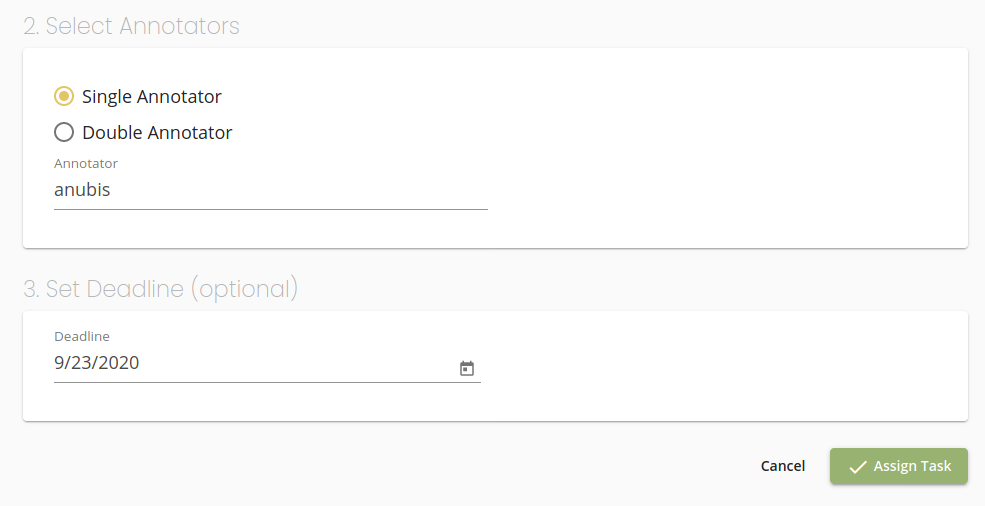 2. Select Annotators
Single Annotator
Double Annotator
Annotator
anubis
3. Set Deadline (optional)
Deadline
9/23/2020
Cancel
Assign Task